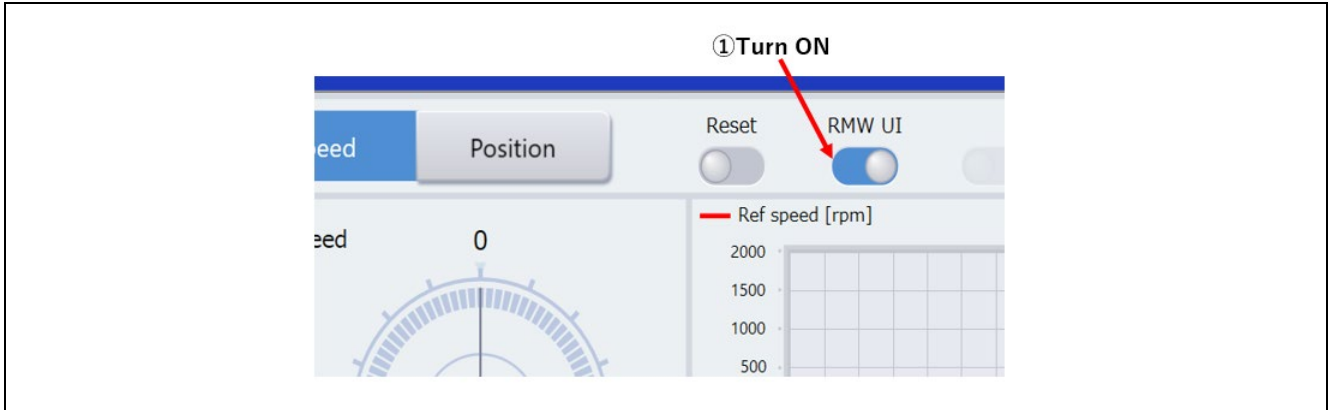 ①Turn ON
Reset RMW UI
eed Position
Ref speed [rpm]
eed 0
2000
1500
1000
500